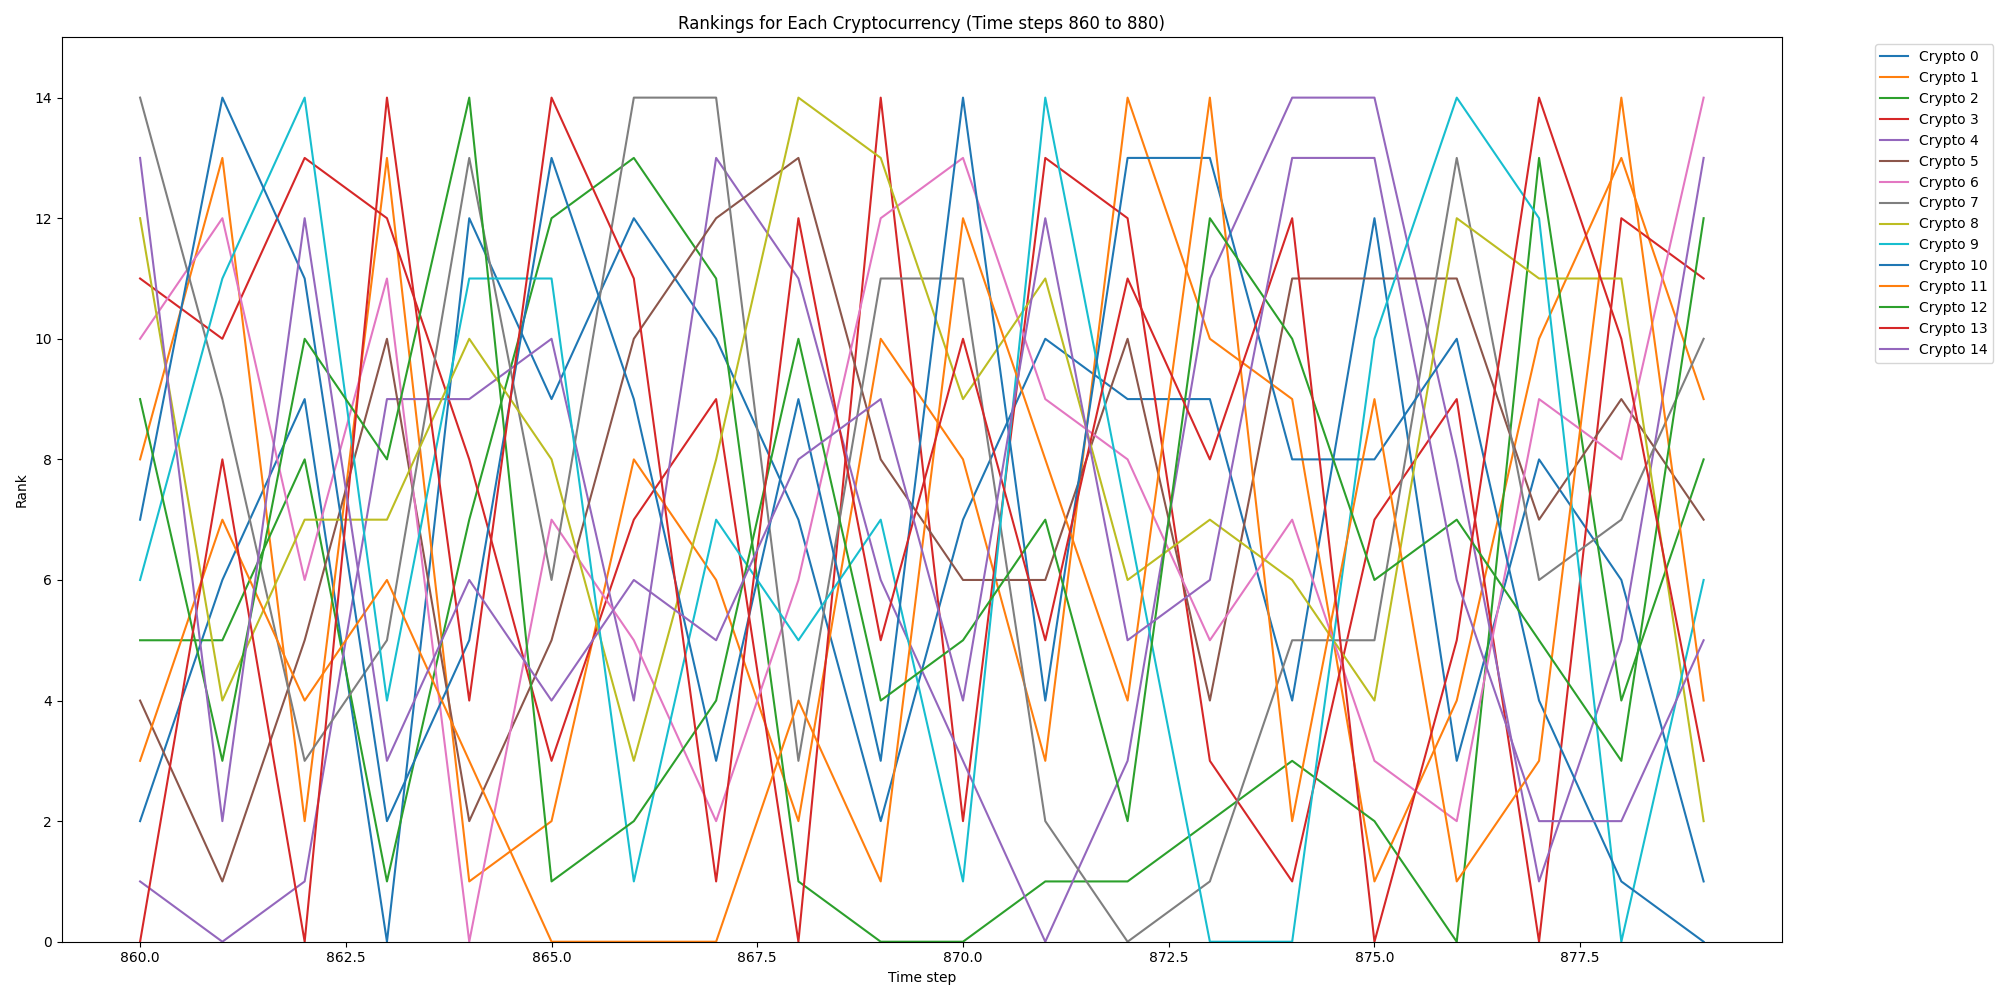 Rankings for Each Cryptocurrency (Time steps 860 to 880)
Rank
14
12
10
8
6
4
2
0
860.0 862.5 865.0 867.5 870.0 872.5 875.0 877.5
Time step
Crypto 0
Crypto 1
Crypto 2
Crypto 3
Crypto 4
Crypto 5
Crypto 6
Crypto 7
Crypto 8
Crypto 9
Crypto 10
Crypto 11
Crypto 12
Crypto 13
Crypto 14